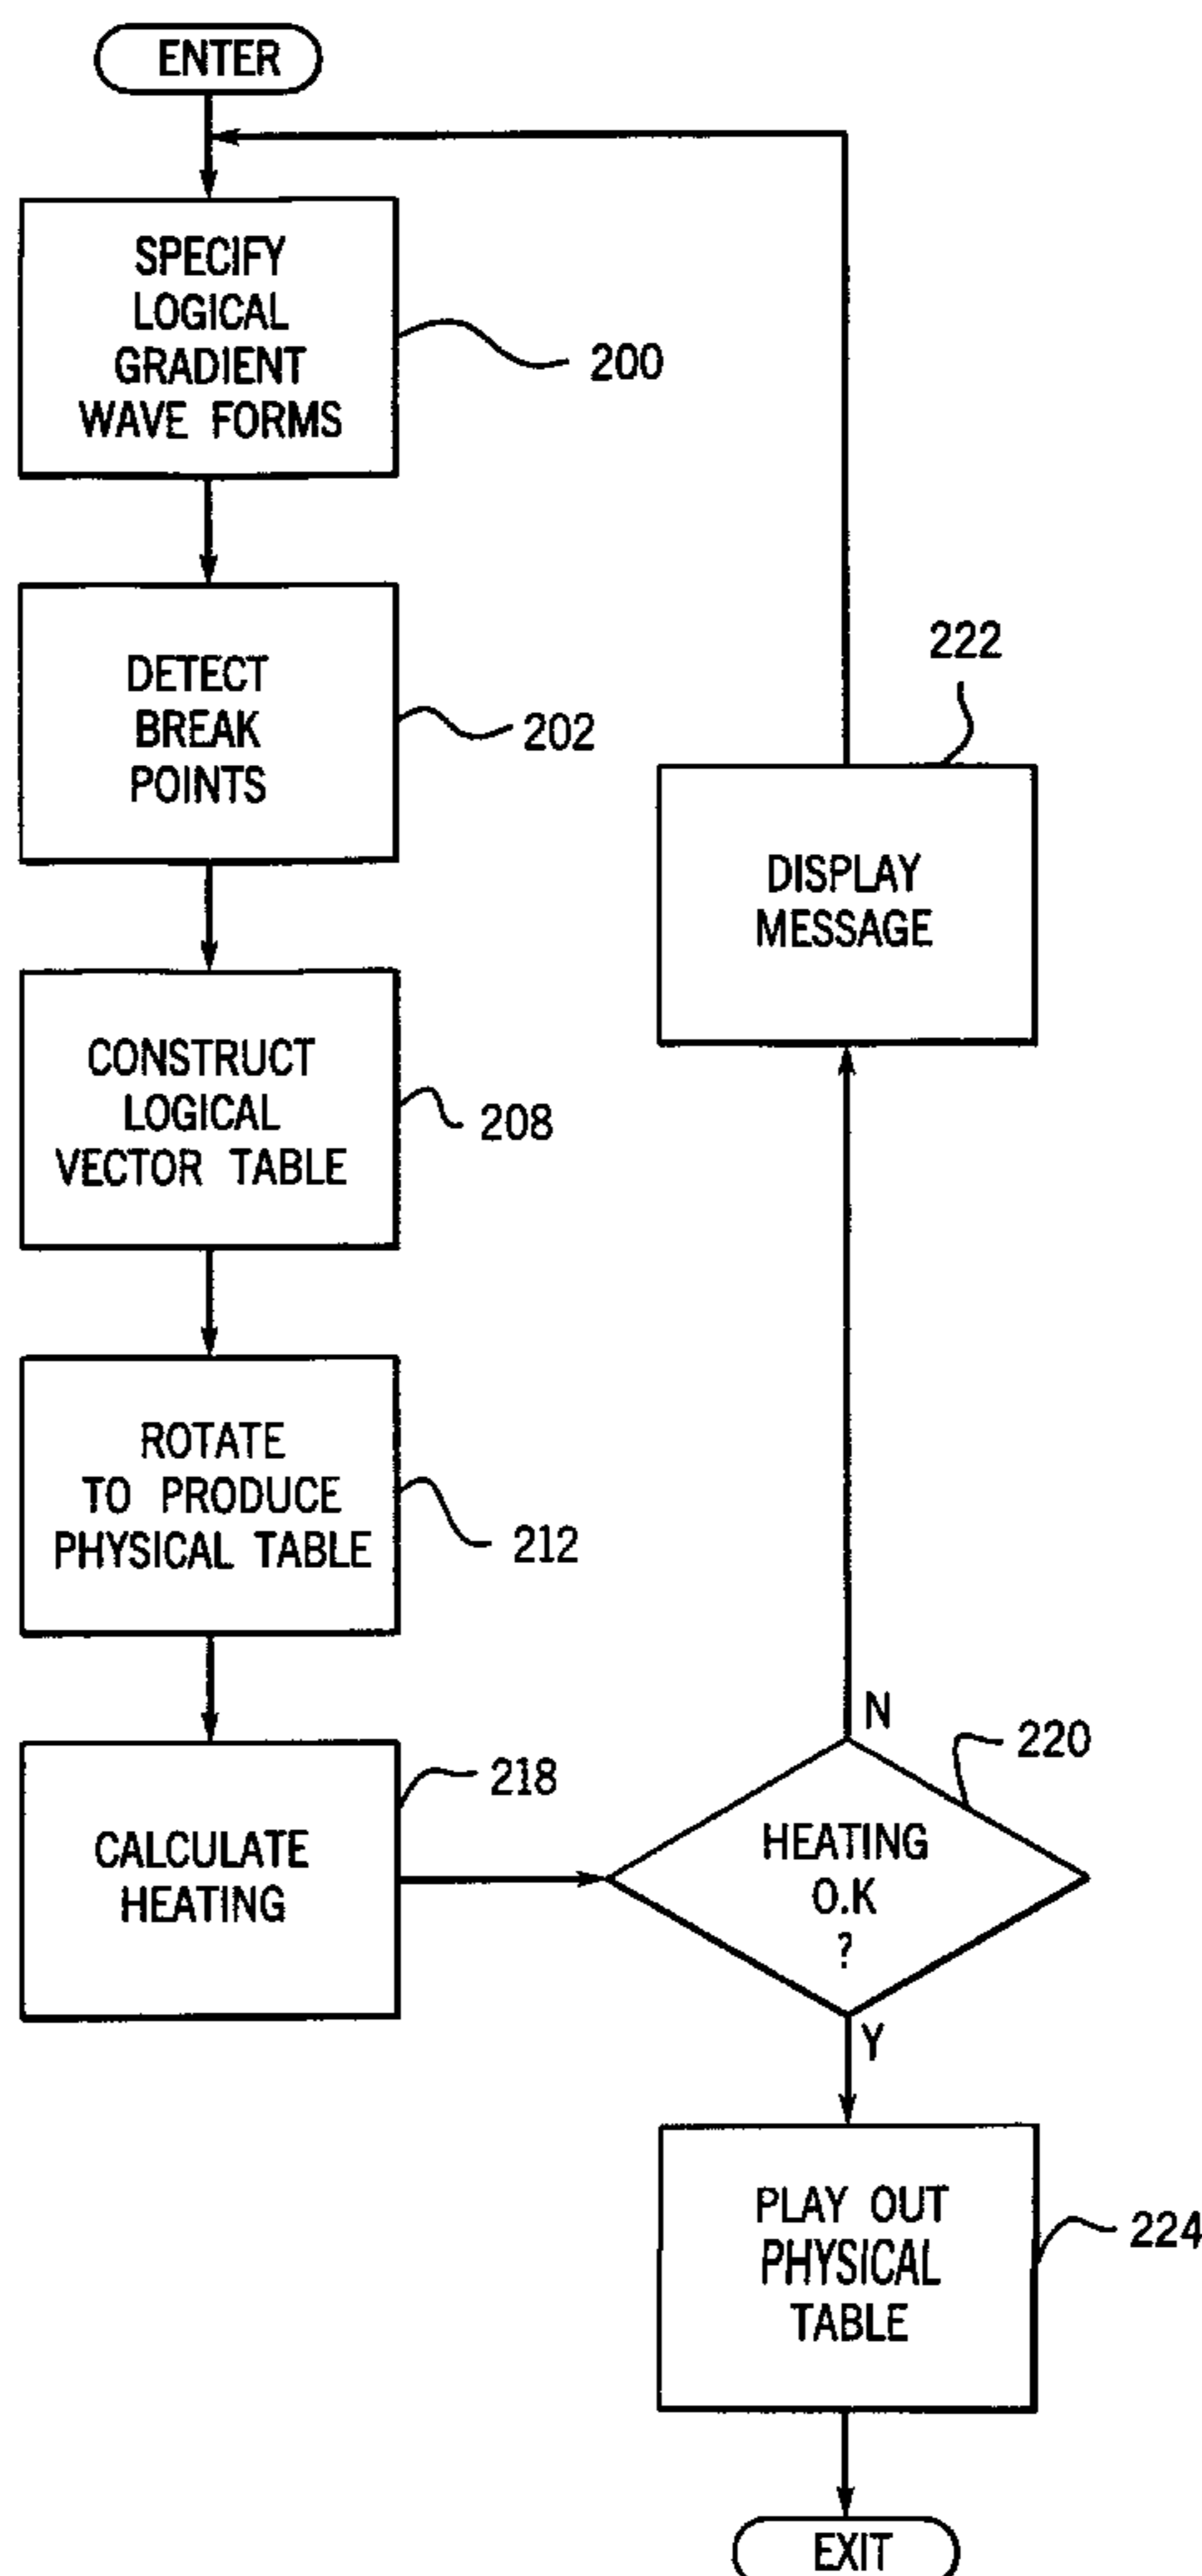 ENTER
SPECIFY
LOGICAL
GRADIENT
WAVE FORMS
200
DETECT
BREAK
POINTS
202
CONSTRUCT
LOGICAL
VECTOR TABLE
208
ROTATE
TO PRODUCE
PHYSICAL TABLE
212
CALCULATE
HEATING
218
HEATING
O.K
?
220
N
Y
222
DISPLAY
MESSAGE
PLAY OUT
PHYSICAL
TABLE
224
EXIT